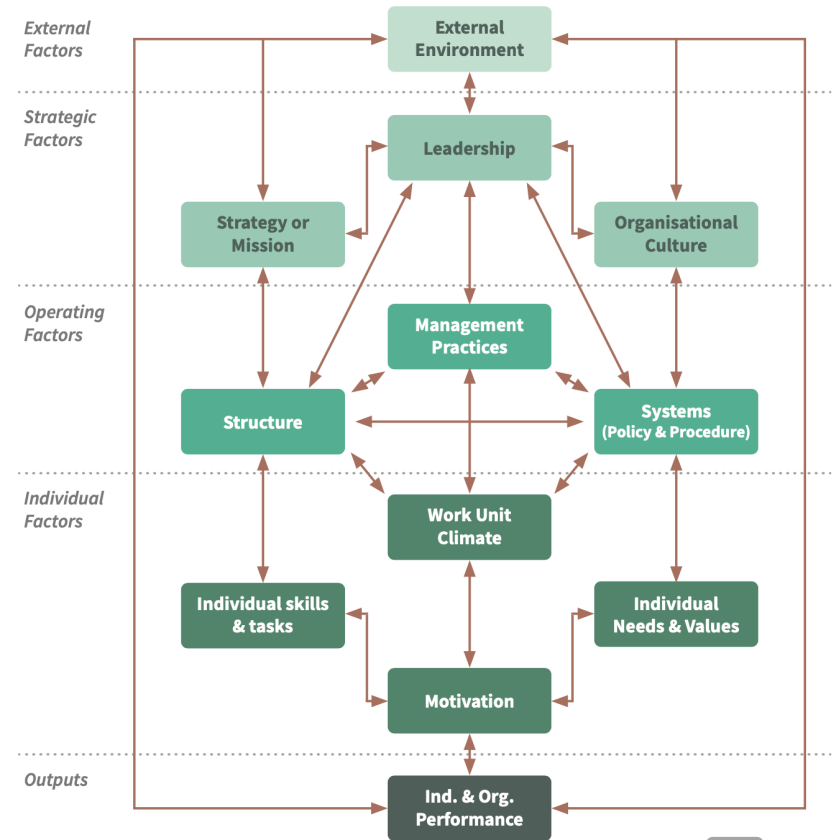 External
Factors
External
Environment
Strategic
Factors
Leadership
Strategy or
Mission
Organisational
Culture
Operating
Factors
Management
Practices
Structure
Systems
(Policy & Procedure)
Individual
Factors
Work Unit
Climate
Individual skills
& tasks
Individual
Needs & Values
Motivation
Outputs
Ind. & Org.
Performance